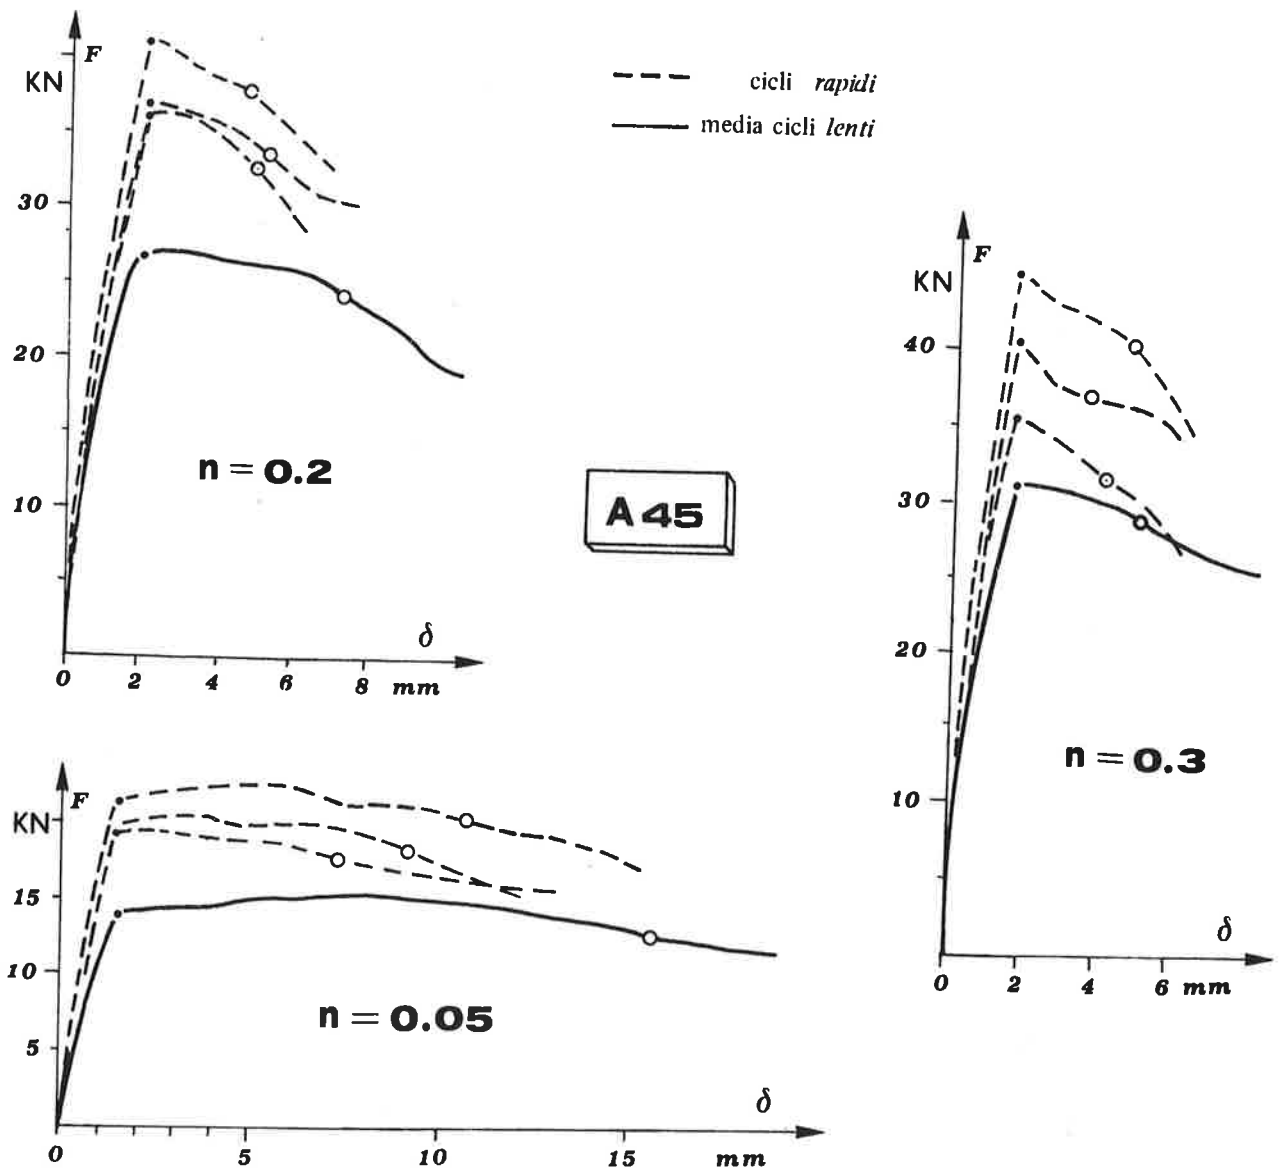 F
KN
30
20
10
n = 0.2
δ
0 2 4 6 8 mm
cicli rapidi
media cicli lenti
A 45
F
KN
40
30
20
10
n = 0.3
δ
0 2 4 6 mm
F
KN
15
10
5
n = 0.05
δ
0 5 10 15 mm